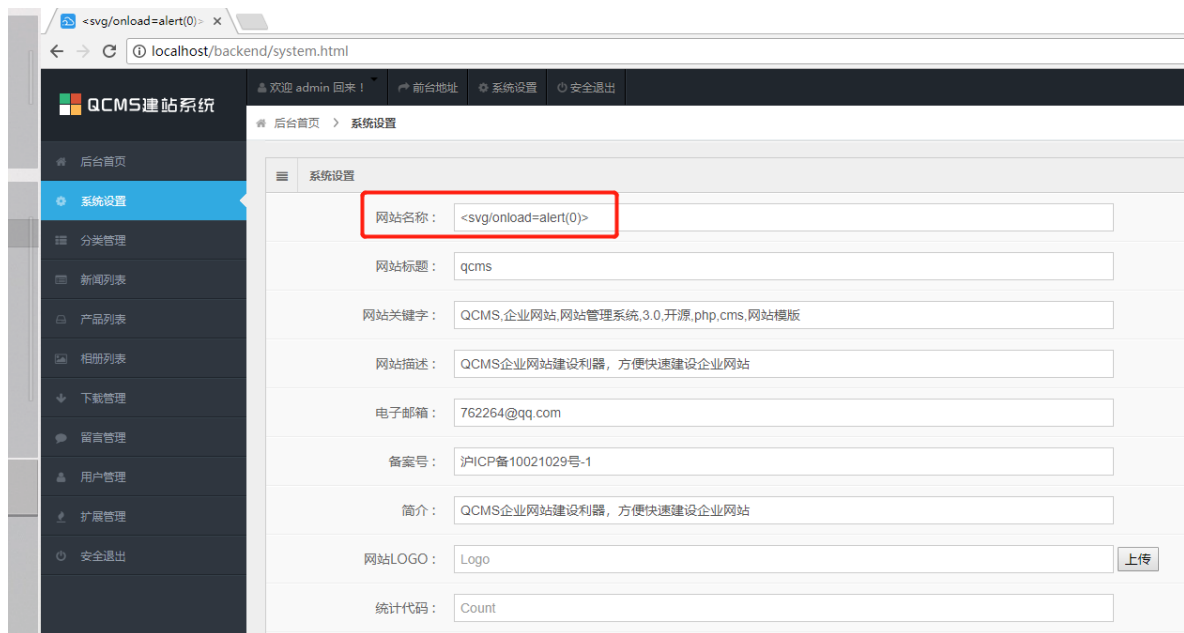 <svg/onload=alert(0)>
localhost/backend/system.html
QCMS建站系统
欢迎 admin 回来！ 前台地址 系统设置 安全退出
后台首页 > 系统设置
后台首页
系统设置
分类管理
新闻列表
产品列表
相册列表
下载管理
留言管理
用户管理
扩展管理
安全退出
系统设置
网站名称： <svg/onload=alert(0)>
网站标题： qcms
网站关键字： QCMS,企业网站,网站管理系统,3.0,开源,php,cms,网站模版
网站描述： QCMS企业网站建设利器，方便快速建设企业网站
电子邮箱： 762264@qq.com
备案号： 沪ICP备10021029号-1
简介： QCMS企业网站建设利器，方便快速建设企业网站
网站LOGO： Logo 上传
统计代码： Count